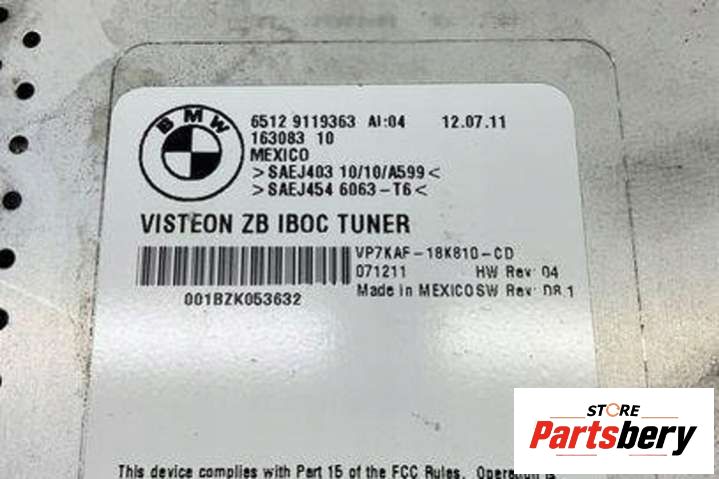 BMW
6512 9119363 AI:04 12.07.11
163083 10
MEXICO
>SAEJ403 10/10/A599<
>SAEJ454 6063-T6<
VISTEON ZB IBOC TUNER
VP7KAF-18K810-CD
071211 HW Rev: 04
Made in MEXICO SW Rev: D8.1
001BZK053632
This device complies with Part 15 of the FCC Rules. Operation is
STORE
Partsbery